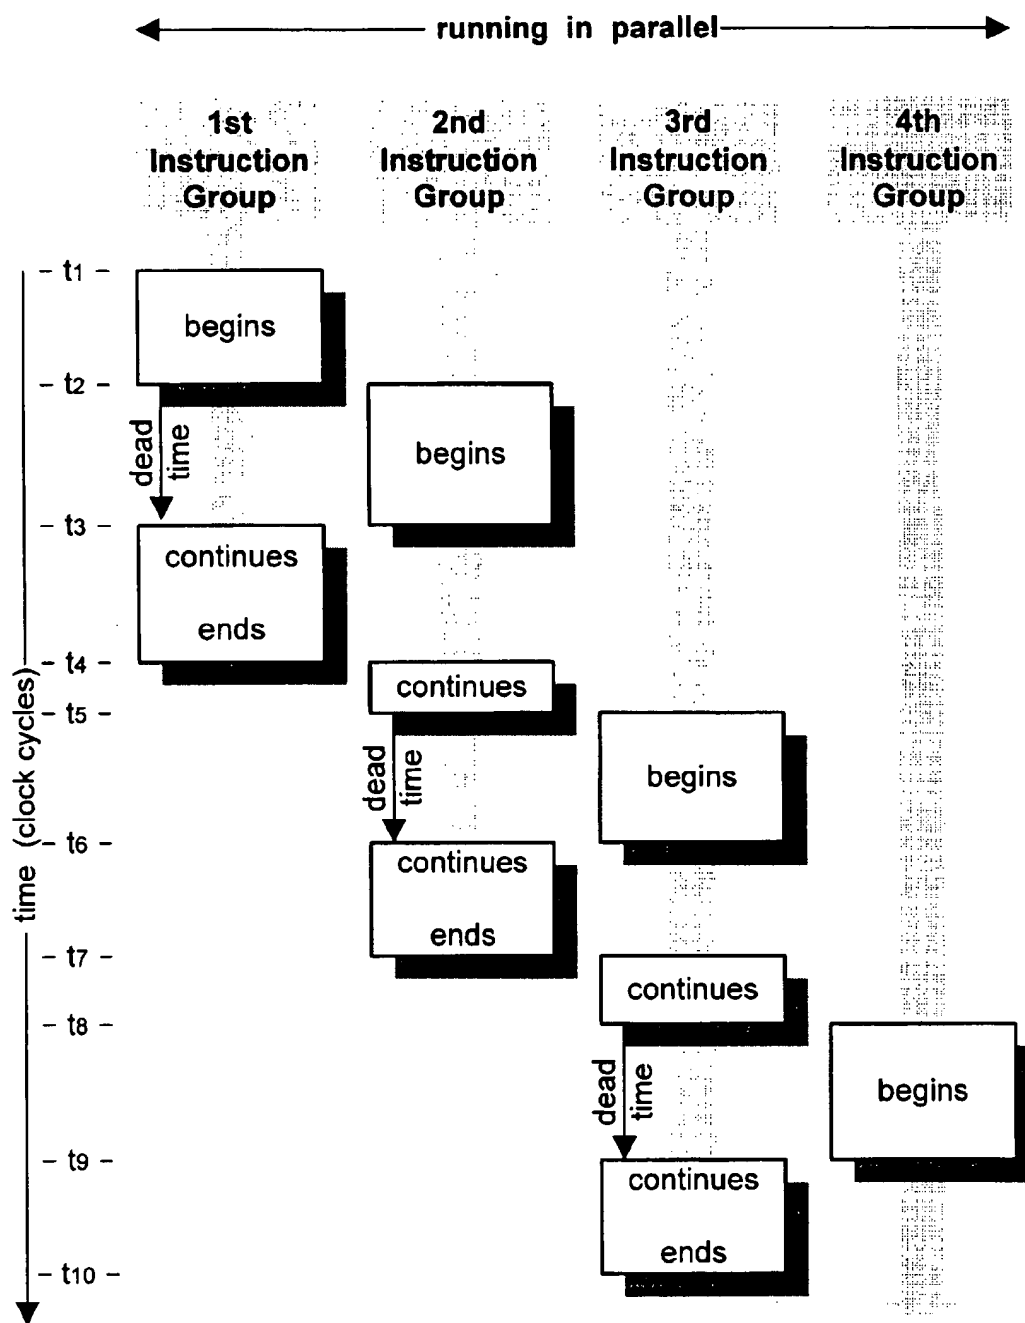 running in parallel
1st Instruction Group
2nd Instruction Group
3rd Instruction Group
4th Instruction Group
time (clock cycles)
- t1 -
begins
- t2 -
dead time
begins
- t3 -
continues
ends
- t4 -
continues
- t5 -
dead time
begins
- t6 -
continues
ends
- t7 -
continues
- t8 -
dead time
begins
- t9 -
continues
ends
- t10 -